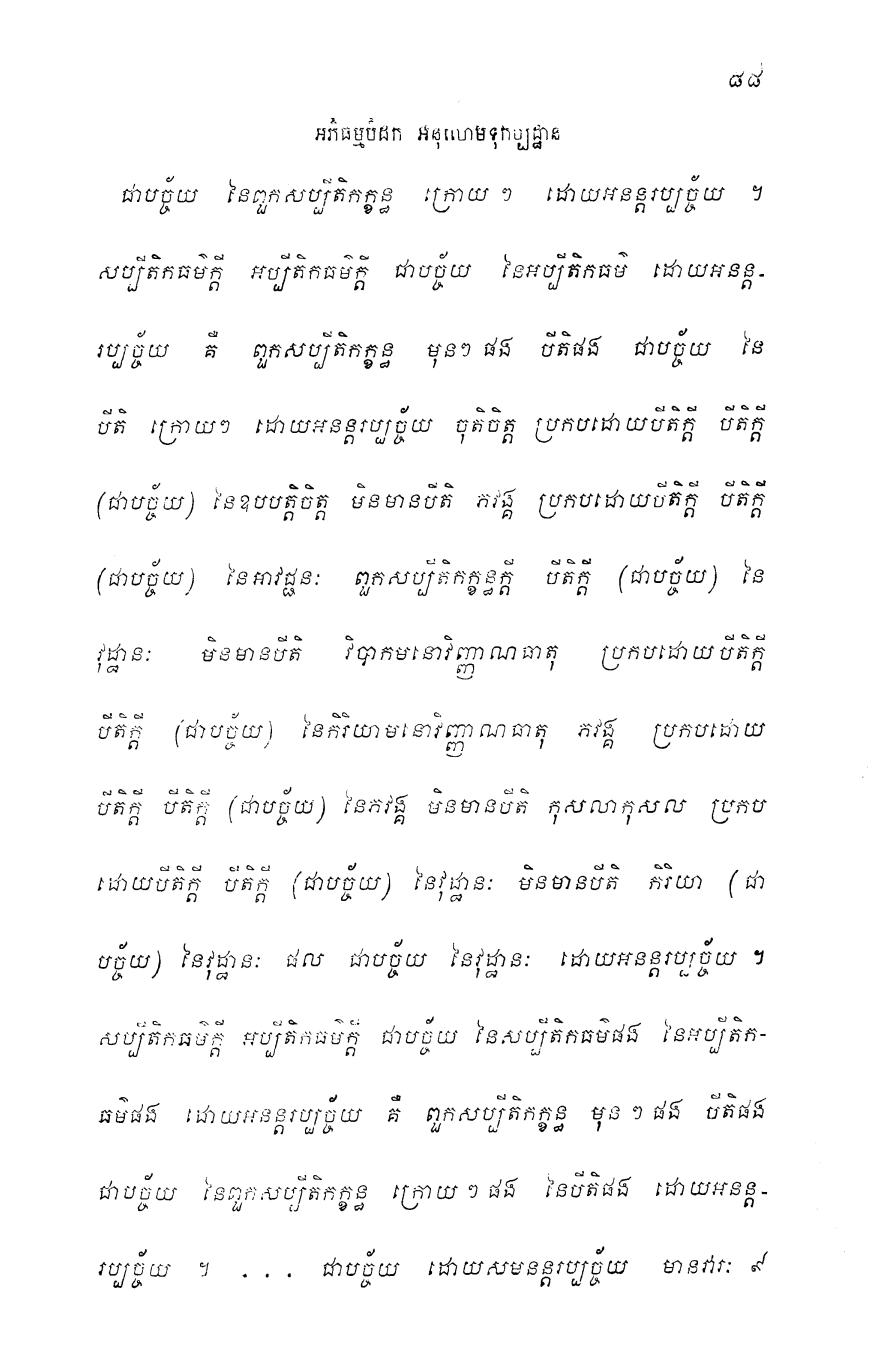 ៨៨
អភិធម្មបិដក អនុលោមទុកប្បដ្ឋាន
ជាបច្ច័យ នៃពួកសប្បីតិកក្ខន្ធ ក្រោយ ៗ ដោយអនន្តរប្បច្ច័យ ។
សប្បីតិកធម៌ក្តី អប្បីតិកធម៌ក្តី ជាបច្ច័យ នៃអប្បីតិកធម៌ ដោយអនន្ត-
រប្បច្ច័យ គឺ ពួកសប្បីតិកក្ខន្ធ មុនៗ ផង បីតិផង ជាបច្ច័យ នៃ
បីតិ ក្រោយៗ ដោយអនន្តរប្បច្ច័យ ចុតិចិត្ត ប្រកបដោយបីតិក្តី បីតិក្តី
(ជាបច្ច័យ) នៃឧបបត្តិចិត្ត មិនមានបីតិ ភវង្គ ប្រកបដោយបីតិក្តី បីតិក្តី
(ជាបច្ច័យ) នៃអាវជ្ជនៈ ពួកសប្បីតិកក្ខន្ធក្តី បីតិក្តី (ជាបច្ច័យ) នៃ
វុដ្ឋានៈ មិនមានបីតិ វិបាកមនោវិញ្ញាណធាតុ ប្រកបដោយបីតិក្តី
បីតិក្តី (ជាបច្ច័យ) នៃកិរិយាមនោវិញ្ញាណធាតុ ភវង្គ ប្រកបដោយ
បីតិក្តី បីតិក្តី (ជាបច្ច័យ) នៃភវង្គ មិនមានបីតិ កុសលាកុសល ប្រកប
ដោយបីតិក្តី បីតិក្តី (ជាបច្ច័យ) នៃវុដ្ឋានៈ មិនមានបីតិ កិរិយា (ជា
បច្ច័យ) នៃវុដ្ឋានៈ ផល ជាបច្ច័យ នៃវុដ្ឋានៈ ដោយអនន្តរប្បច្ច័យ ។
សប្បីតិកធម៌ក្តី អប្បីតិកធម៌ក្តី ជាបច្ច័យ នៃសប្បីតិកធម៌ផង នៃអប្បីតិក-
ធម៌ផង ដោយអនន្តរប្បច្ច័យ គឺ ពួកសប្បីតិកក្ខន្ធ មុន ៗ ផង បីតិផង
ជាបច្ច័យ នៃពួកសប្បីតិកក្ខន្ធ ក្រោយ ៗ ផង នៃបីតិផង ដោយអនន្ត-
រប្បច្ច័យ ។ . . . ជាបច្ច័យ ដោយសមនន្តរប្បច្ច័យ មានវារៈ ៩